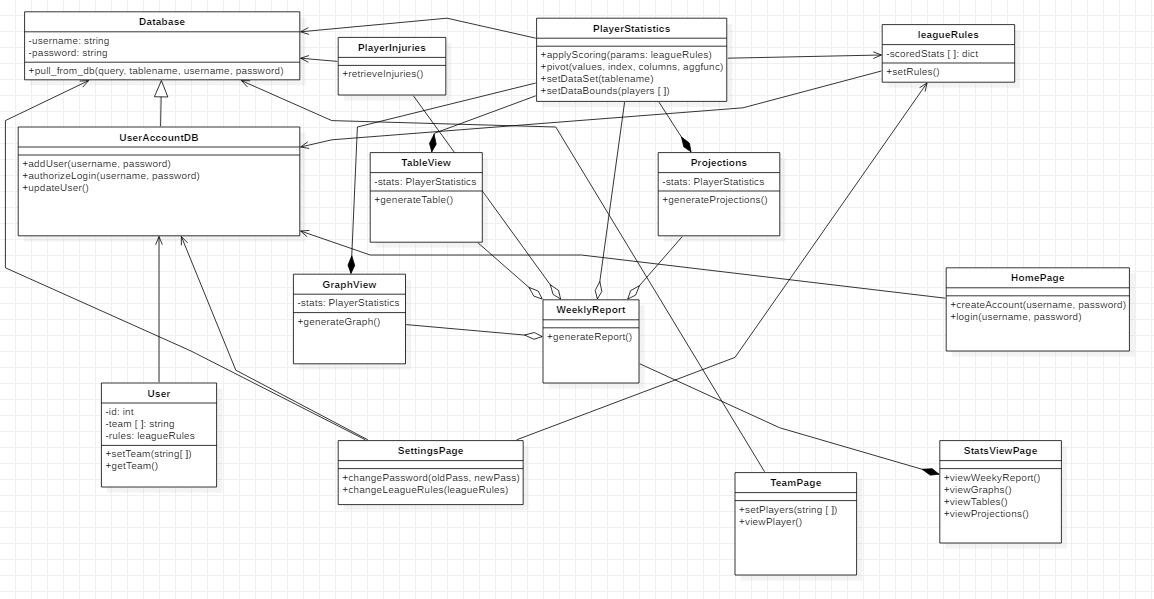 Database
-username: string
-password: string
+pull_from_db(query, tablename, username, password)
PlayerInjuries
+retrieveInjuries()
PlayerStatistics
+applyScoring(params: leagueRules)
+pivot(values, index, columns, aggfunc)
+setDataSet(tablename)
+setDataBounds(players [ ])
leagueRules
-scoredStats [ ]: dict
+setRules()
UserAccountDB
+addUser(username, password)
+authorizeLogin(username, password)
+updateUser()
TableView
-stats: PlayerStatistics
+generateTable()
Projections
-stats: PlayerStatistics
+generateProjections()
GraphView
-stats: PlayerStatistics
+generateGraph()
WeeklyReport
+generateReport()
HomePage
+createAccount(username, password)
+login(username, password)
User
-id: int
-team [ ]: string
-rules: leagueRules
+setTeam(string[ ])
+getTeam()
SettingsPage
+changePassword(oldPass, newPass)
+changeLeagueRules(leagueRules)
TeamPage
+setPlayers(string [ ])
+viewPlayer()
StatsViewPage
+viewWeekyReport()
+viewGraphs()
+viewTables()
+viewProjections()